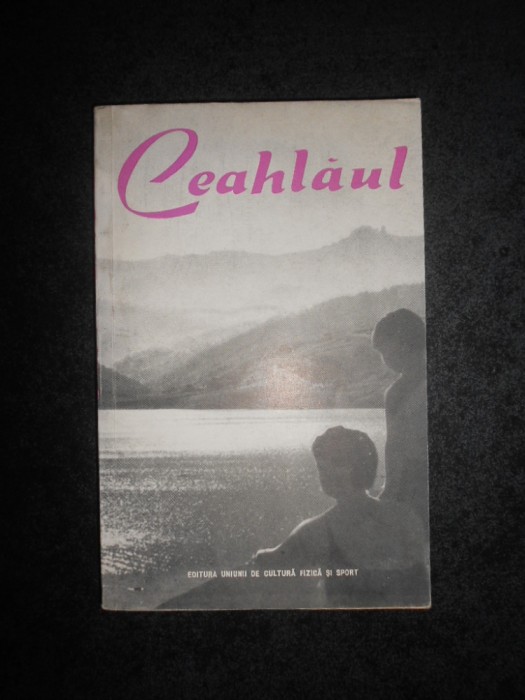 Ceahlăul
EDITURA UNIUNII DE CULTURĂ FIZICĂ ȘI SPORT